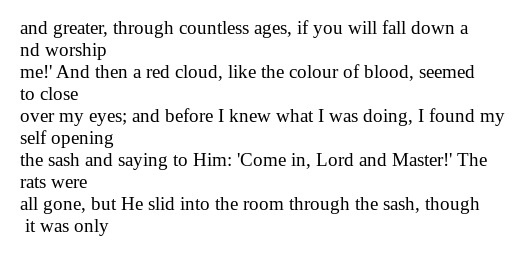 and greater, through countless ages, if you will fall down a
nd worship
me!' And then a red cloud, like the colour of blood, seemed
to close
over my eyes; and before I knew what I was doing, I found my
self opening
the sash and saying to Him: 'Come in, Lord and Master!' The
rats were
all gone, but He slid into the room through the sash, though
 it was only